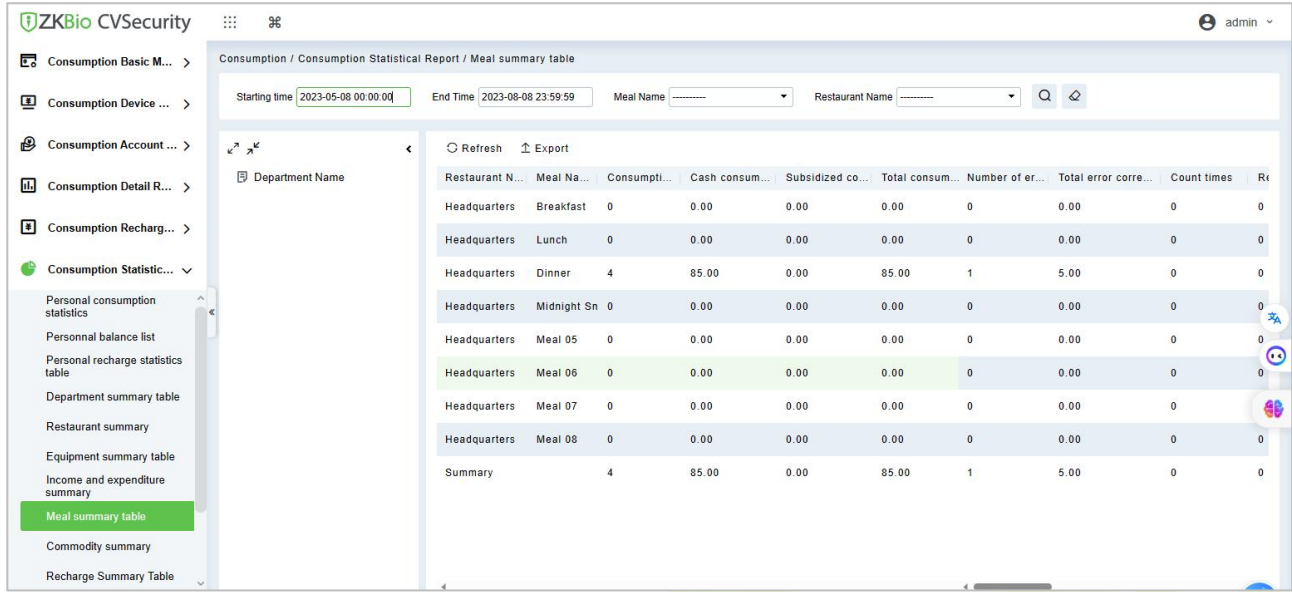 ZKBio CVSecurity
admin
Consumption Basic M...
Consumption Device ...
Consumption Account ...
Consumption Detail R...
Consumption Recharg...
Consumption Statistic...
Personal consumption
statistics
Personnal balance list
Personal recharge statistics
table
Department summary table
Restaurant summary
Equipment summary table
Income and expenditure
summary
Meal summary table
Commodity summary
Recharge Summary Table
Consumption / Consumption Statistical Report / Meal summary table
Starting time 2023-05-08 00:00:00 End Time 2023-08-08 23:59:59 Meal Name ---------- Restaurant Name ----------
Department Name
Refresh Export
Restaurant N... Meal Na... Consumpti... Cash consum... Subsidized co... Total consum... Number of er... Total error corre... Count times Re
Headquarters Breakfast 0 0.00 0.00 0.00 0 0.00 0 0
Headquarters Lunch 0 0.00 0.00 0.00 0 0.00 0 0
Headquarters Dinner 4 85.00 0.00 85.00 1 5.00 0 0
Headquarters Midnight Sn 0 0.00 0.00 0.00 0 0.00 0 0
Headquarters Meal 05 0 0.00 0.00 0.00 0 0.00 0 0
Headquarters Meal 06 0 0.00 0.00 0.00 0 0.00 0 0
Headquarters Meal 07 0 0.00 0.00 0.00 0 0.00 0
Headquarters Meal 08 0 0.00 0.00 0.00 0 0.00 0 0
Summary 4 85.00 0.00 85.00 1 5.00 0 0